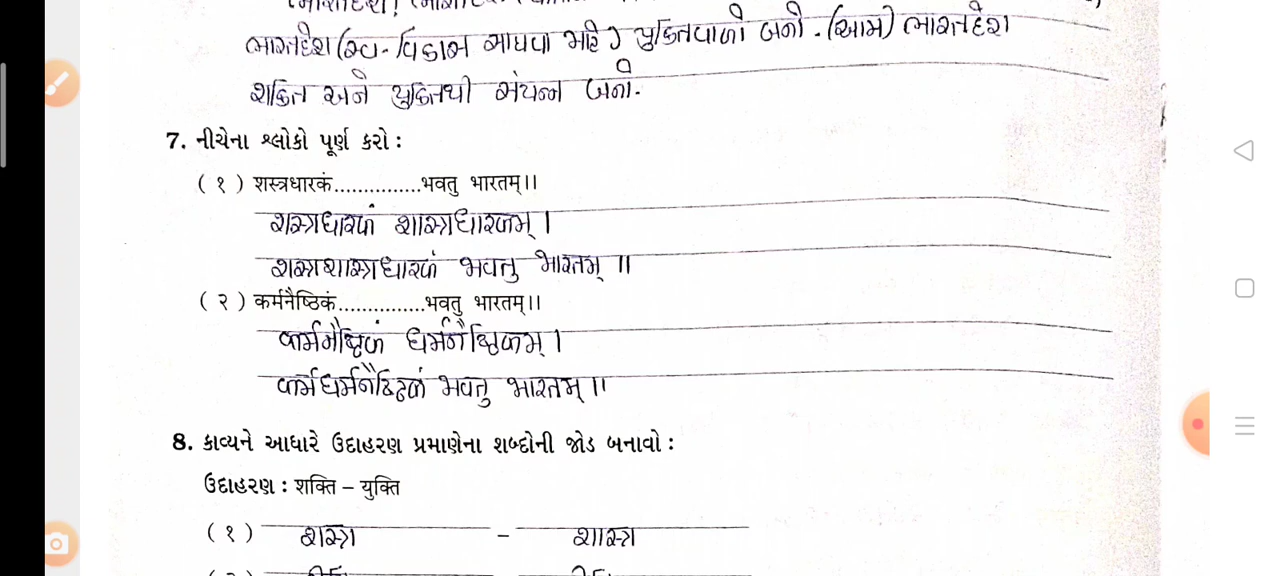 ભારતદેશ (સ્વ-વિકાસ સાધવા માટે) યુક્તિવાળો બનો. (આમ) ભારતદેશ
શક્તિ અને યુક્તિથી સંપન્ન બનો.
7. નીચેના શ્લોકો પૂર્ણ કરો :
( १ ) शस्त्रधारकं...............भवतु भारतम्।।
शस्त्रधारकं शास्त्रधारकम् ।
शस्त्रशास्त्रधारकं भवतु भारतम् ॥
( २ ) कर्मनैष्ठिकं...............भवतु भारतम्।।
कर्मनैष्ठिकं धर्मनैष्ठिकम् ।
कर्मधर्मनैष्ठिकं भवतु भारतम् ॥
8. કાવ્યને આધારે ઉદાહરણ પ્રમાણેના શબ્દોની જોડ બનાવો :
ઉદાહરણ : शक्ति – युक्ति
( १ ) शस्त्र – शास्त्र